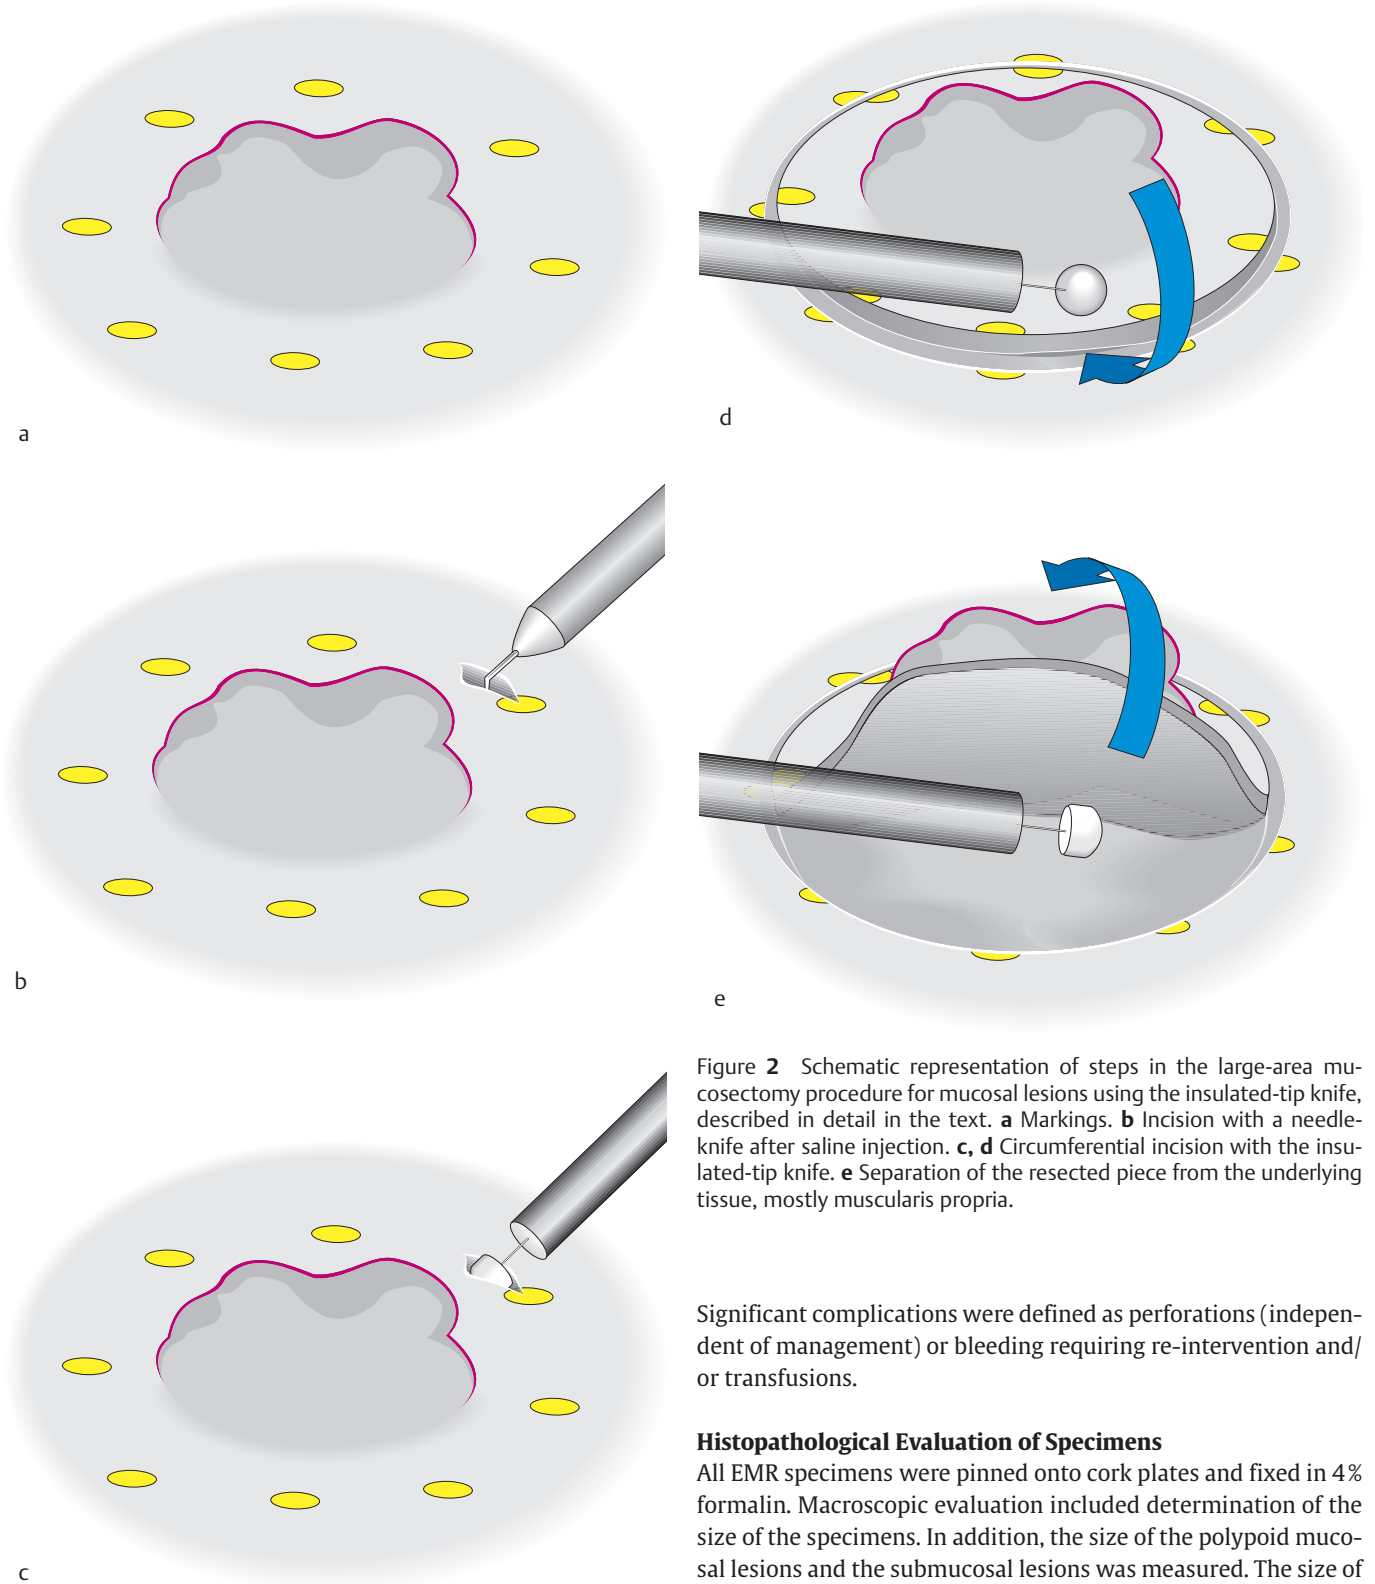 a
b
c
d
e
Figure 2 Schematic representation of steps in the large-area mu-
cosectomy procedure for mucosal lesions using the insulated-tip knife,
described in detail in the text. a Markings. b Incision with a needle-
knife after saline injection. c, d Circumferential incision with the insu-
lated-tip knife. e Separation of the resected piece from the underlying
tissue, mostly muscularis propria.
Significant complications were defined as perforations (indepen-
dent of management) or bleeding requiring re-intervention and/
or transfusions.
Histopathological Evaluation of Specimens
All EMR specimens were pinned onto cork plates and fixed in 4%
formalin. Macroscopic evaluation included determination of the
size of the specimens. In addition, the size of the polypoid muco-
sal lesions and the submucosal lesions was measured. The size of